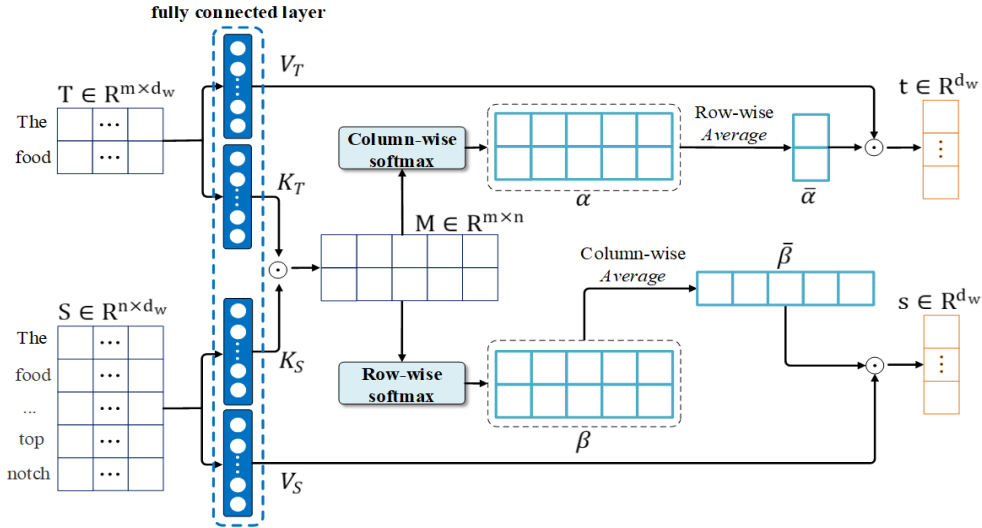 fully connected layer
T ∈ R^{m×d_w}
V_T
t ∈ R^{d_w}
The
...
food
...
Column-wise
softmax
α
Row-wise
Average
ᾱ
...
K_T
M ∈ R^{m×n}
S ∈ R^{n×d_w}
K_S
Column-wise
Average
β̄
s ∈ R^{d_w}
The
...
food
...
...
...
top
...
notch
...
Row-wise
softmax
β
...
V_S